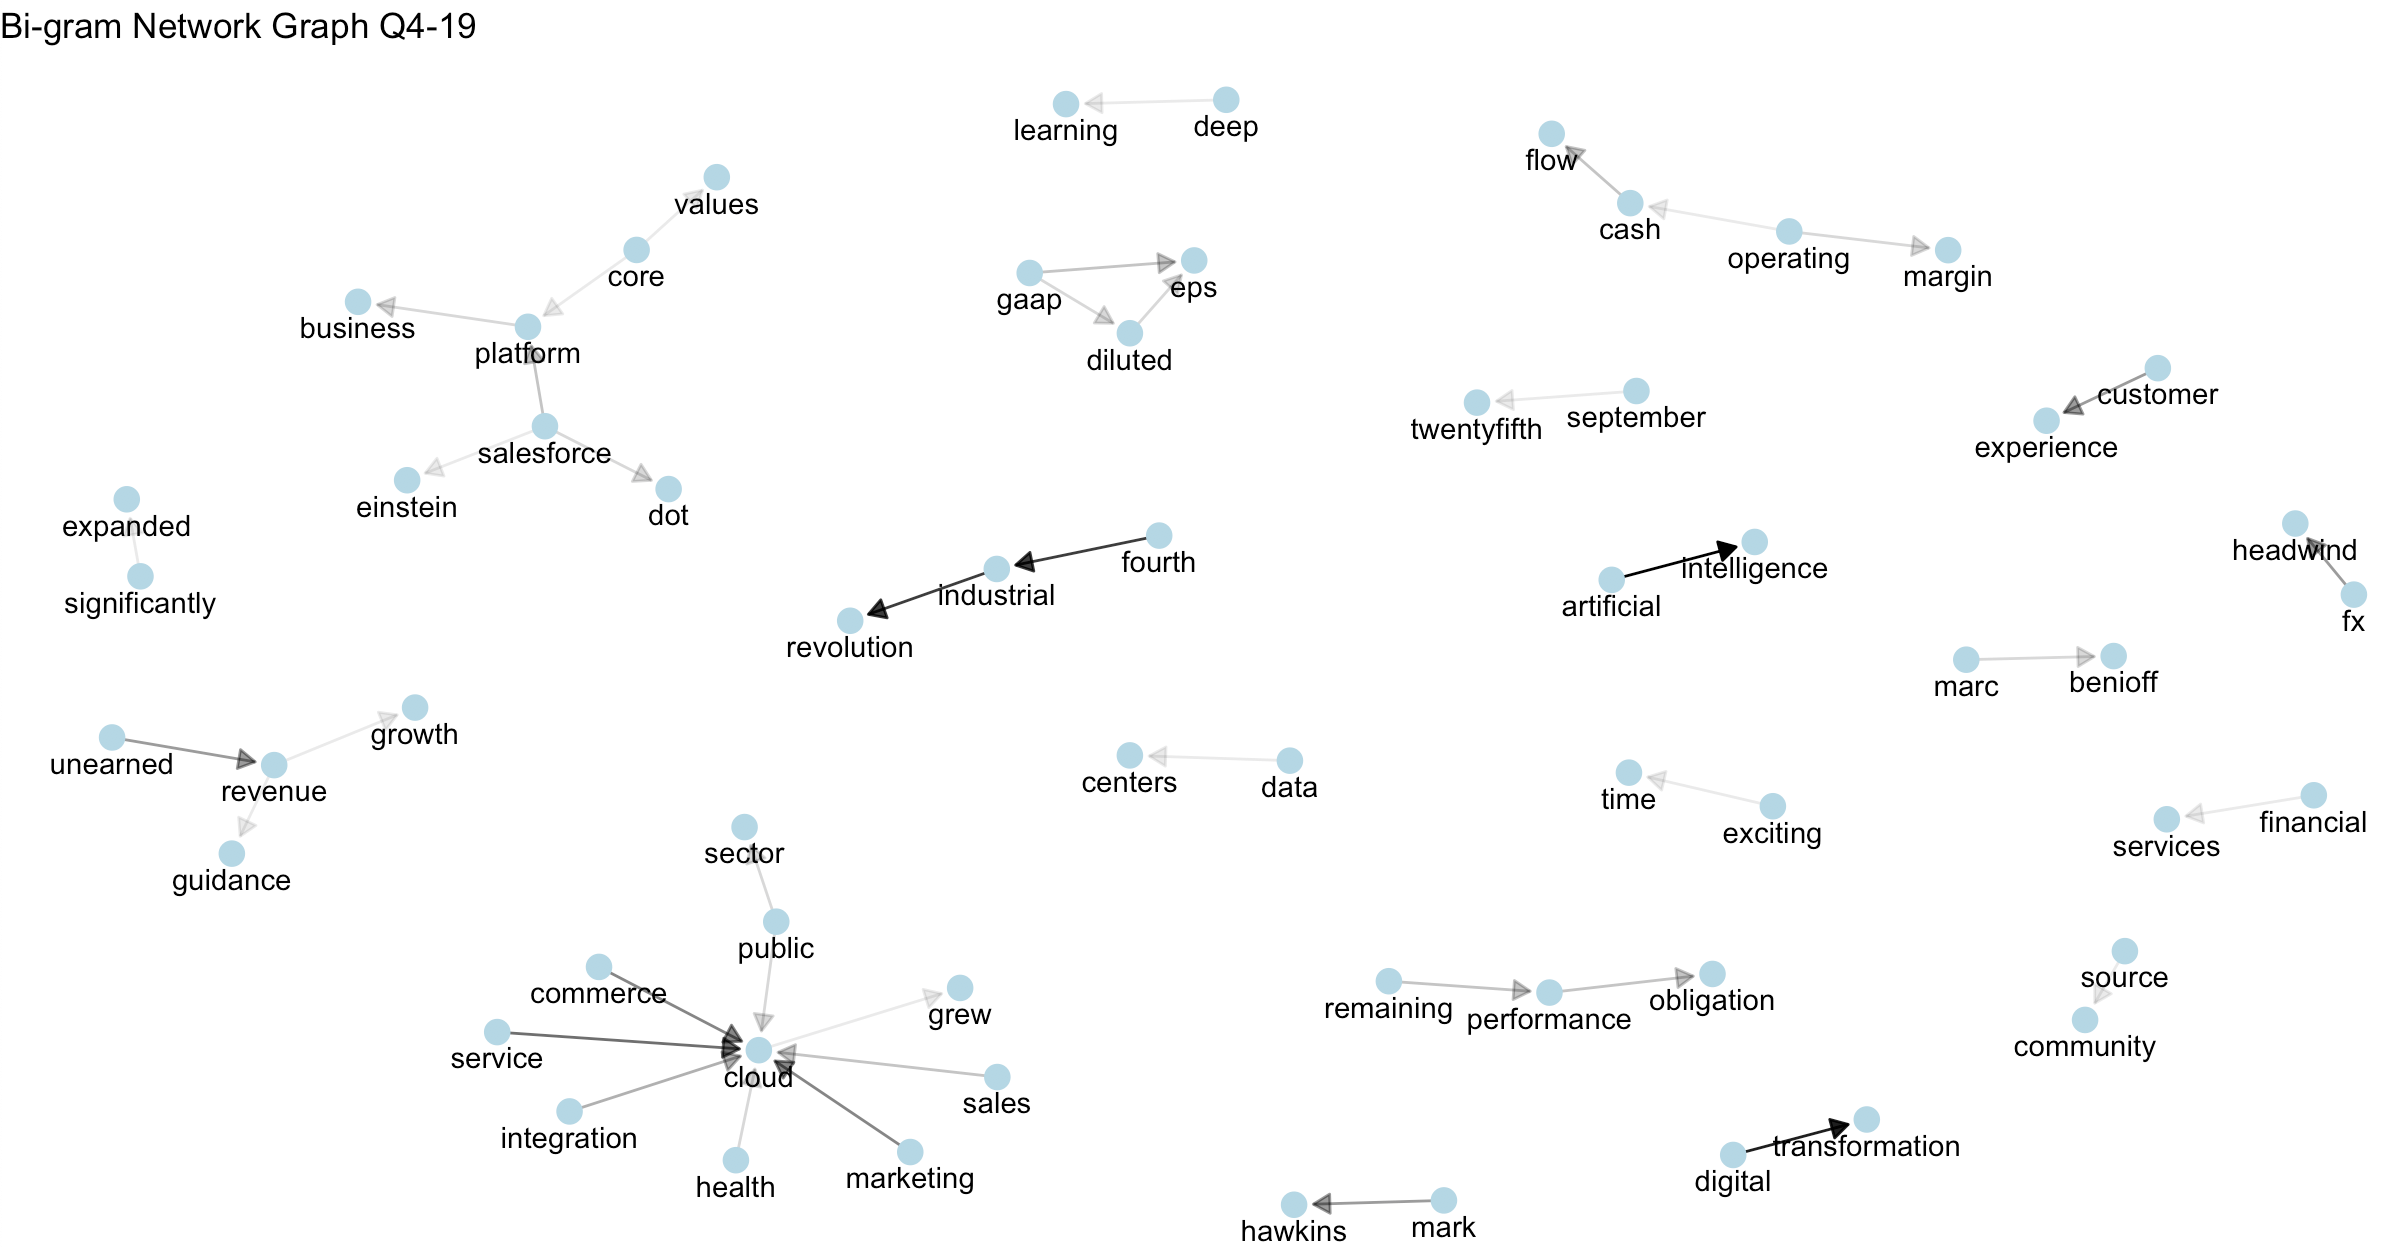 Bi-gram Network Graph Q4-19
learning
deep
flow
values
cash
core
operating
margin
gaap
eps
business
platform
diluted
customer
twentyfifth
september
experience
salesforce
einstein
dot
expanded
headwind
fourth
intelligence
industrial
significantly
artificial
fx
revolution
marc
benioff
growth
unearned
revenue
centers
data
time
exciting
financial
services
sector
guidance
public
source
commerce
grew
remaining
performance
obligation
service
community
cloud
sales
integration
transformation
health
marketing
digital
hawkins
mark